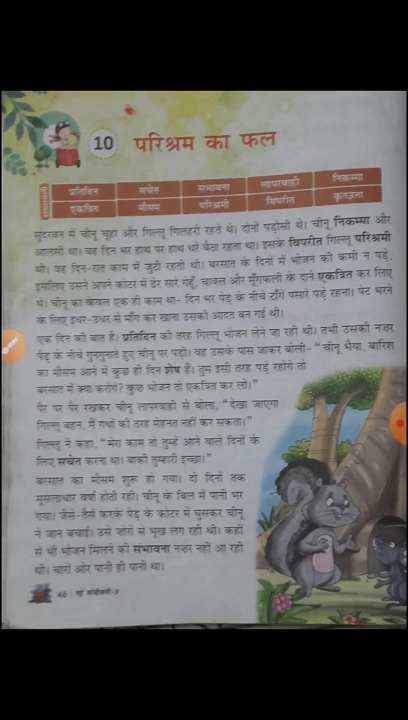 10
परिश्रम का फल
प्रतिदिन सचेत संभावना लापरवाही निकम्मा
एकत्रित मौसम परिश्रमी विपरीत कृतज्ञता
सुंदरवन में चीनू चूहा और गिल्लू गिलहरी रहते थे। दोनों पड़ोसी थे। चीनू निकम्मा और
आलसी था। वह दिन भर हाथ पर हाथ धरे बैठा रहता था। इसके विपरीत गिल्लू परिश्रमी
थी। वह दिन-रात काम में जुटी रहती थी। बरसात के दिनों में भोजन की कमी न पड़े,
इसलिए उसने अपने कोटर में ढेर सारे गेहूँ, चावल और मूँगफली के दाने एकत्रित कर लिए
थे। चीनू का केवल एक ही काम था- दिन भर पेड़ के नीचे टाँग पसारे पड़े रहना। पेट भरने
के लिए इधर-उधर से माँग कर खाना उसकी आदत बन गई थी।
एक दिन की बात है। प्रतिदिन की तरह गिल्लू भोजन लेने जा रही थी। तभी उसकी नज़र
पेड़ के नीचे गुनगुनाते हुए चीनू पर पड़ी। वह उसके पास जाकर बोली- "चीनू भैया, बारिश
का मौसम आने में कुछ ही दिन शेष हैं। तुम इसी तरह पड़े रहोगे तो
बरसात में क्या करोगे? कुछ भोजन तो एकत्रित कर लो।"
पैर पर पैर रखकर चीनू लापरवाही से बोला, "देखा जाएगा
गिल्लू बहन, मैं गधों की तरह मेहनत नहीं कर सकता।"
गिल्लू ने कहा, "मेरा काम तो तुम्हें आने वाले दिनों के
लिए सचेत करना था। बाकी तुम्हारी इच्छा।"
बरसात का मौसम शुरू हो गया। दो दिनों तक
मूसलाधार वर्षा होती रही। चीनू के बिल में पानी भर
गया। जैसे-तैसे करके पेड़ के कोटर में घुसकर चीनू
ने जान बचाई। उसे ज़ोरों से भूख लग रही थी। कहीं
से भी भोजन मिलने की संभावना नज़र नहीं आ रही
थी। चारों ओर पानी ही पानी था।
46 नई संजीवनी-3